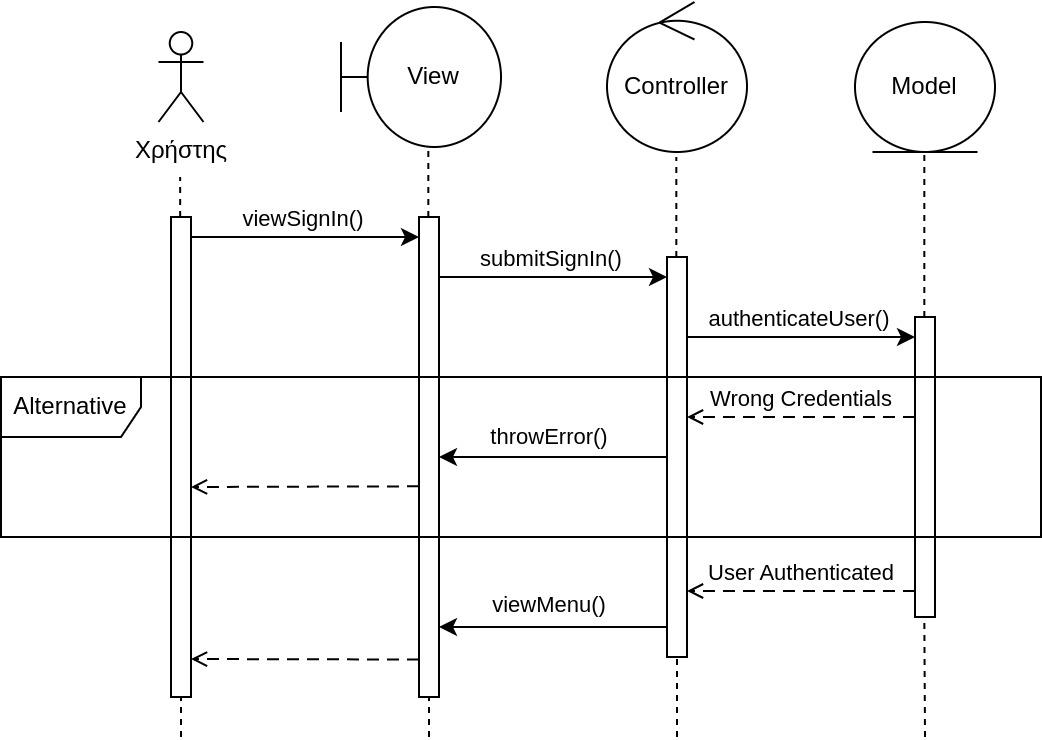 View
Controller
Model
Χρήστης
viewSignIn()
submitSignIn()
authenticateUser()
Alternative
Wrong Credentials
throwError()
User Authenticated
viewMenu()